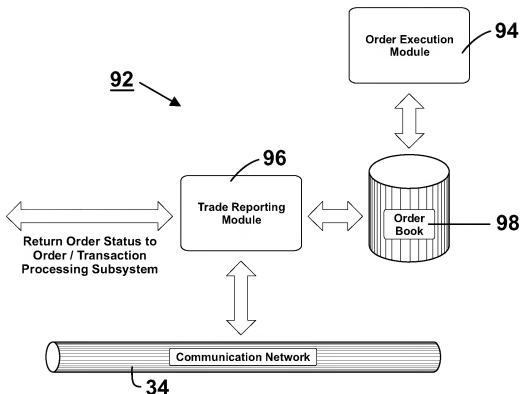 Order Execution
Module
94
92
96
Trade Reporting
Module
Order
Book
98
Return Order Status to
Order / Transaction
Processing Subsystem
Communication Network
34